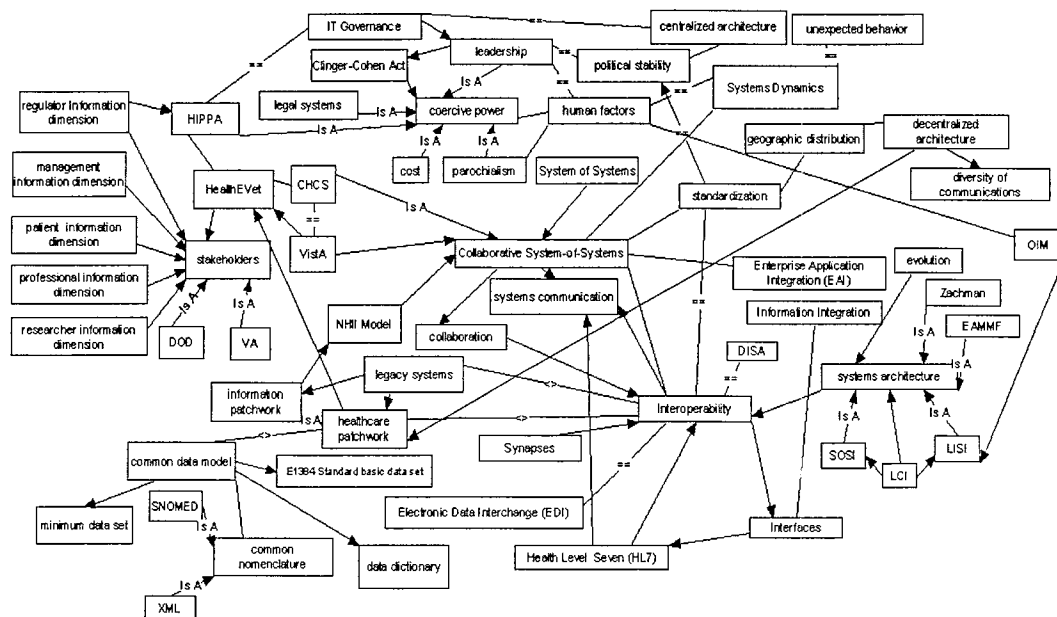 IT Governance
centralized architecture
unexpected behavior
==
==
leadership
==
Clinger-Cohen Act
political stability
==
regulator Information
dimension
Is A
==
Systems Dynamics
legal systems
Is A
coercive power
human factors
==
HIPPA
Is A
geographic distribution
decentralized
architecture
==
Is A
Is A
management
information dimension
cost
parochialism
System of Systems
CHCS
HealthEVet
standardization
diversity of
communications
Is A
==
patient information
dimension
VistA
Collaborative System-of-Systems
OIM
stakeholders
evolution
Enterprise Application
Integration (EAI)
professional information
dimension
systems communication
Zachman
Is A
Is A
NHII Model
Information Integration
==
Is A
EAMMF
researcher information
dimension
collaboration
DOD
VA
DISA
Is A
legacy systems
<>
==
systems architecture
information
patchwork
Interoperability
Is A
healthcare
patchwork
<>
Is A
Is A
<>
Synapses
SOSI
LISI
common data model
==
LCI
E1384 Standard basic data set
SNOMED
Electronic Data Interchange (EDI)
minimum data set
Interfaces
Is A
common
nomenclature
data dictionary
Health Level Seven (HL7)
Is A
XML